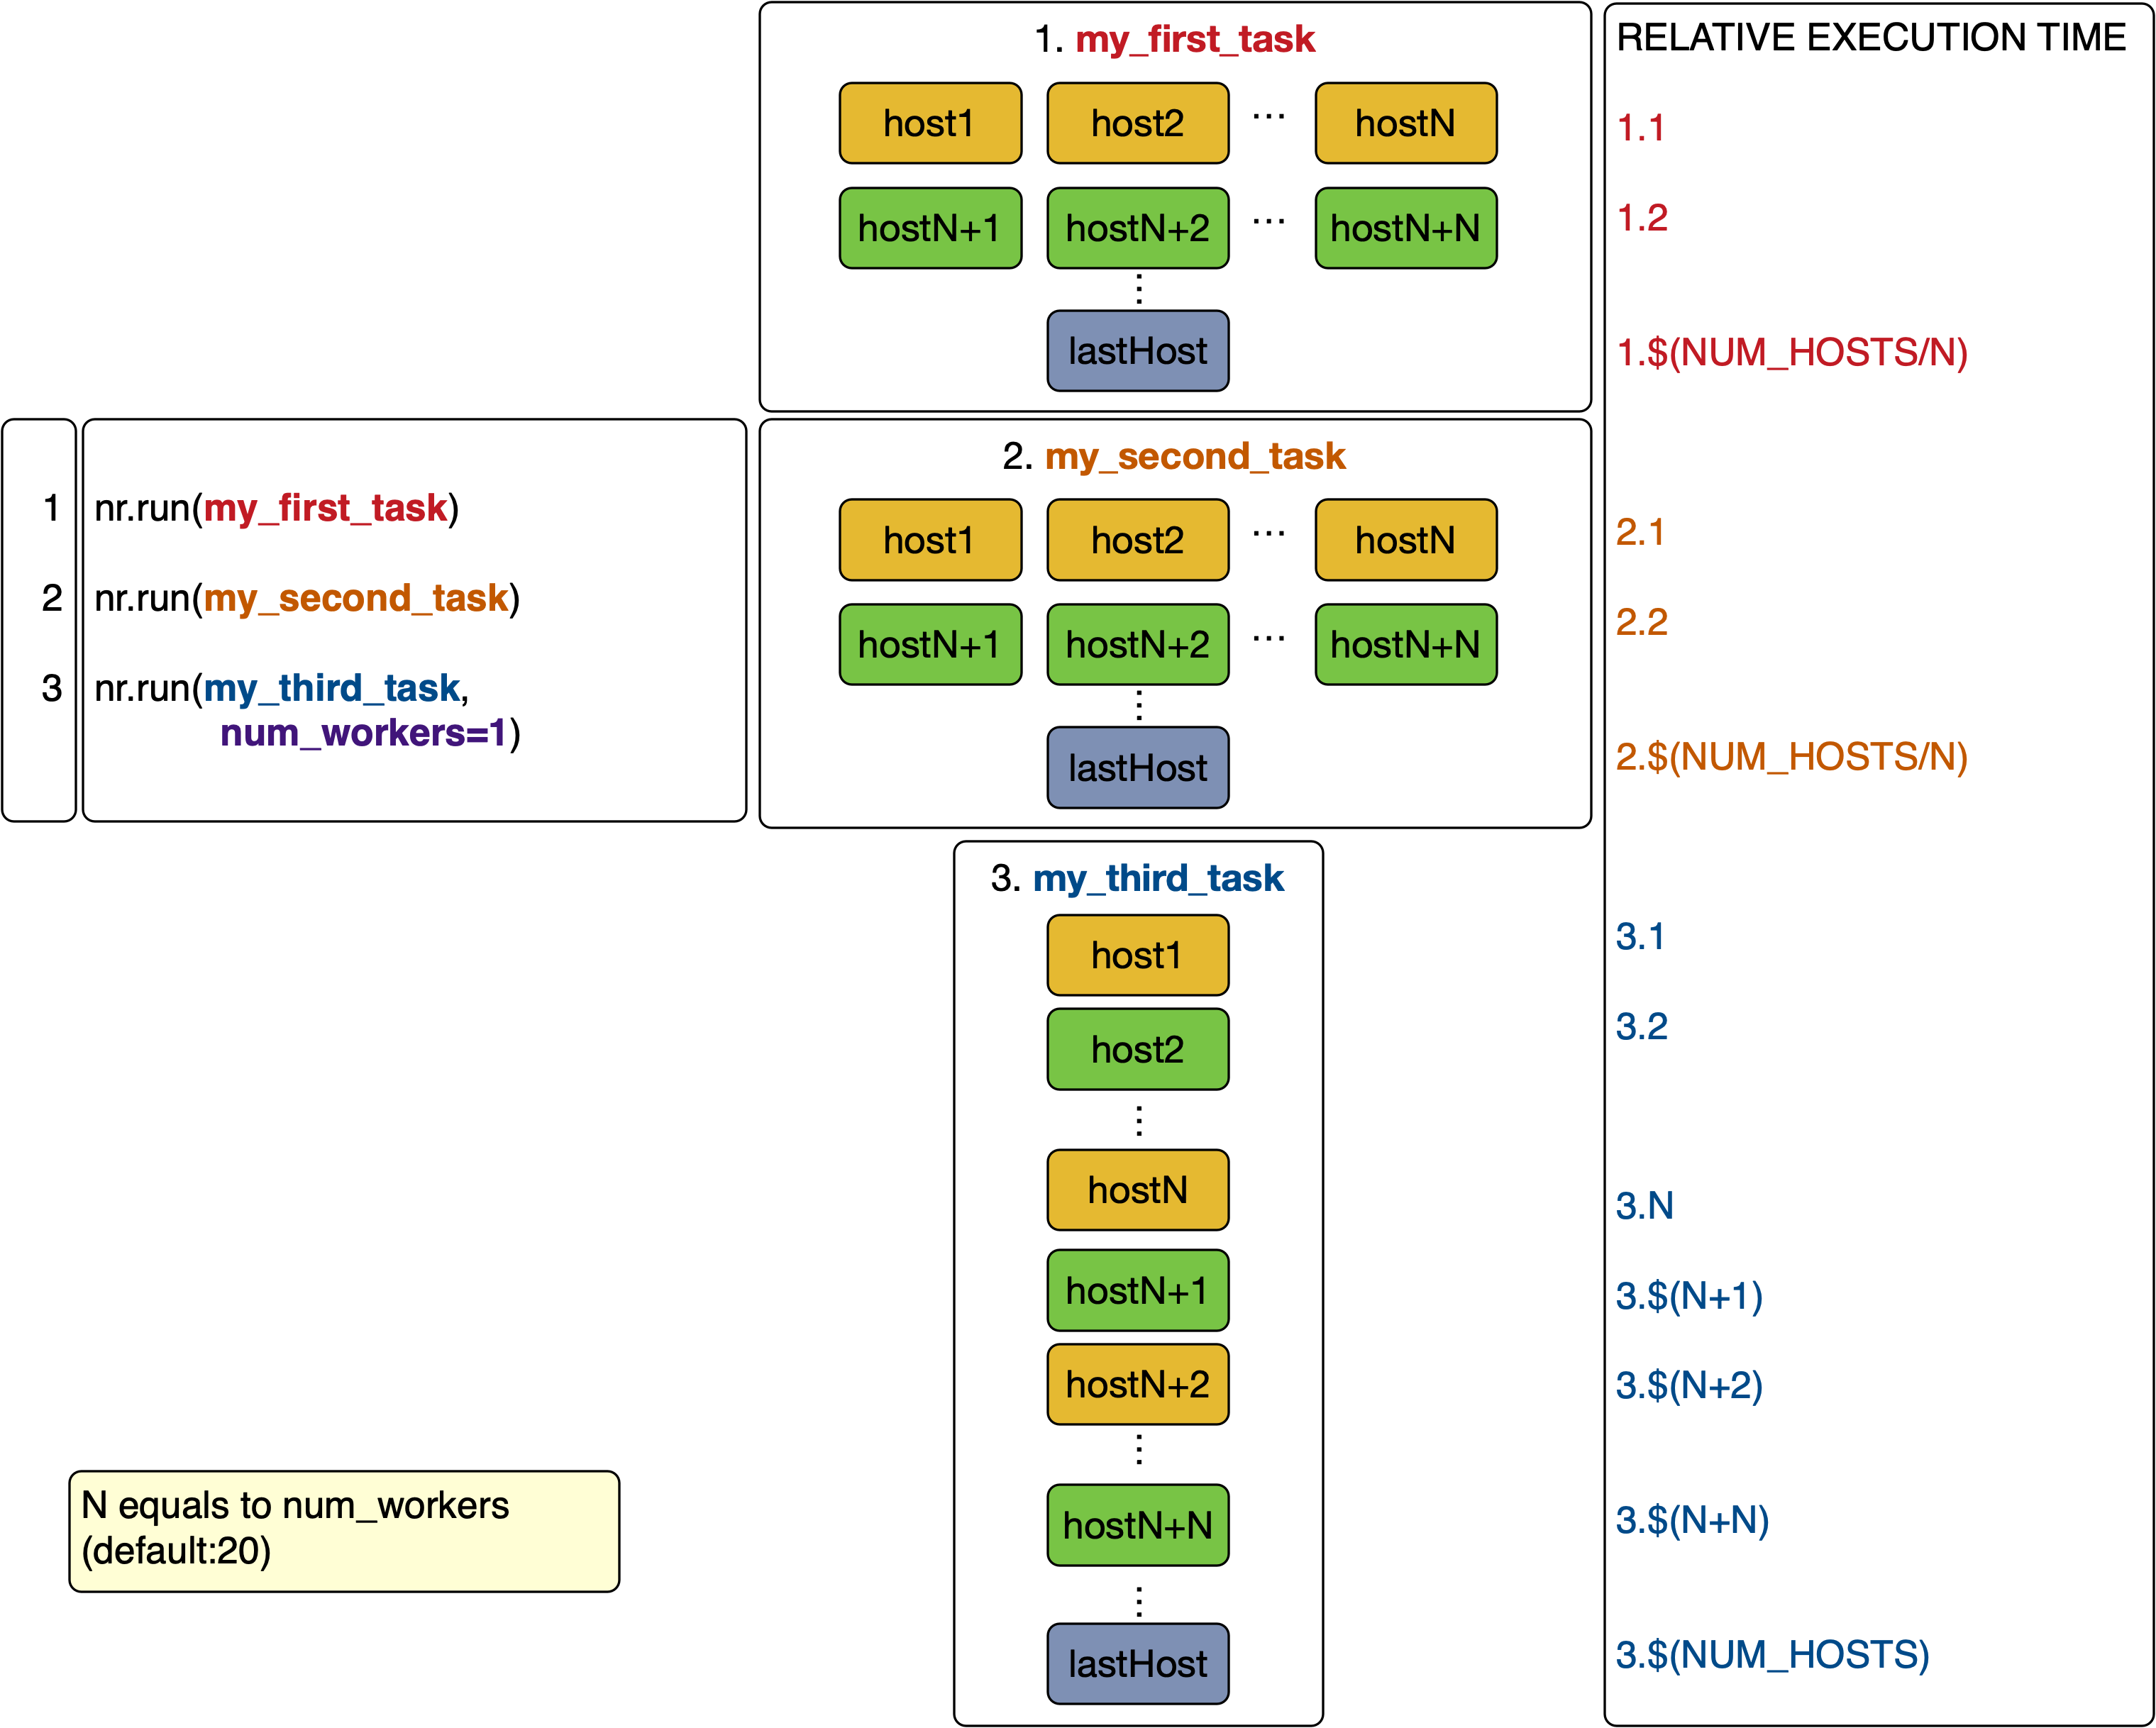 1. my_first_task
host1 host2 ... hostN
hostN+1 hostN+2 ... hostN+N
lastHost
1 nr.run(my_first_task)
2 nr.run(my_second_task)
3 nr.run(my_third_task,
num_workers=1)
2. my_second_task
host1 host2 ... hostN
hostN+1 hostN+2 ... hostN+N
lastHost
3. my_third_task
host1
host2
hostN
hostN+1
hostN+2
hostN+N
lastHost
RELATIVE EXECUTION TIME
1.1
1.2
1.$(NUM_HOSTS/N)
2.1
2.2
2.$(NUM_HOSTS/N)
3.1
3.2
3.N
3.$(N+1)
3.$(N+2)
3.$(N+N)
3.$(NUM_HOSTS)
N equals to num_workers
(default:20)